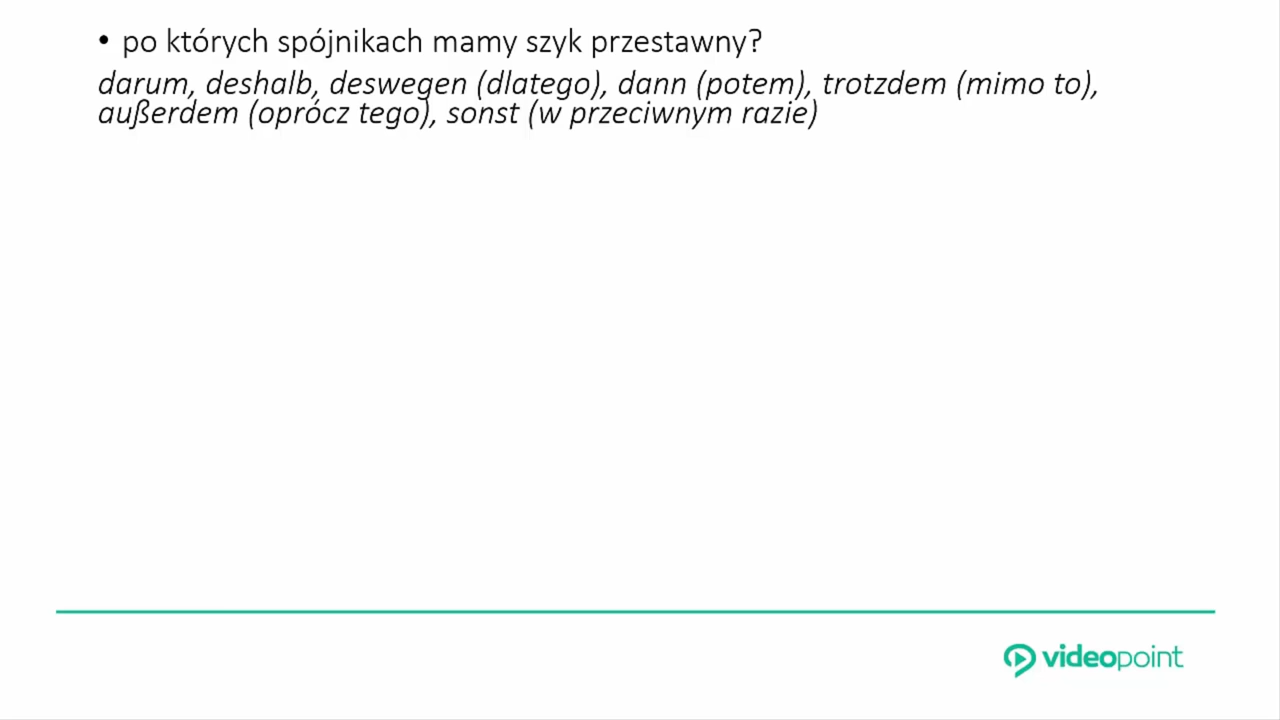 • po których spójnikach mamy szyk przestawny?
darum, deshalb, deswegen (dlatego), dann (potem), trotzdem (mimo to),
außerdem (oprócz tego), sonst (w przeciwnym razie)
videopoint